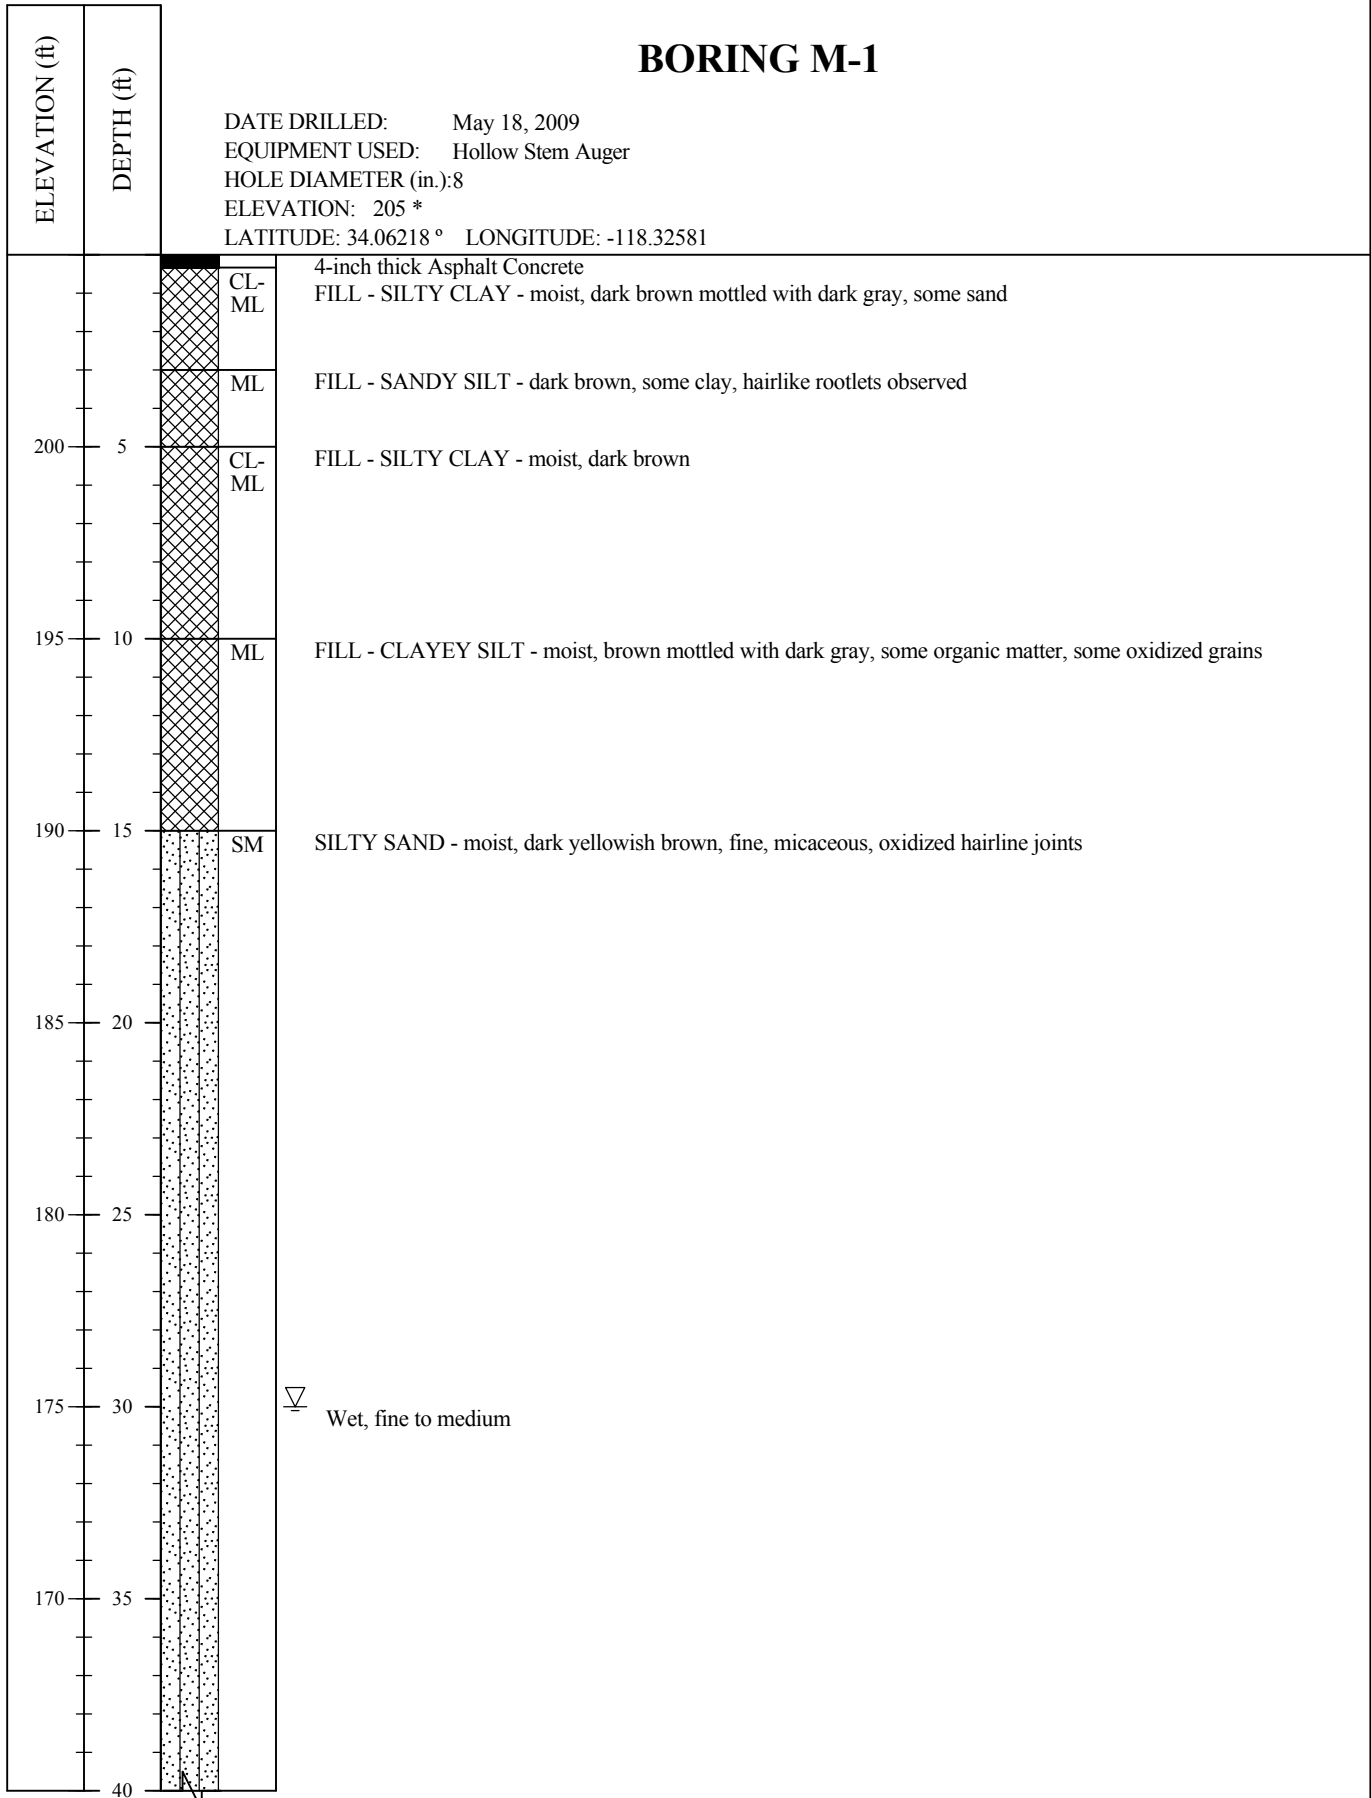 ELEVATION (ft)
DEPTH (ft)
BORING M-1
DATE DRILLED: May 18, 2009
EQUIPMENT USED: Hollow Stem Auger
HOLE DIAMETER (in.):8
ELEVATION: 205 *
LATITUDE: 34.06218 º LONGITUDE: -118.32581
4-inch thick Asphalt Concrete
CL-
ML
FILL - SILTY CLAY - moist, dark brown mottled with dark gray, some sand
ML FILL - SANDY SILT - dark brown, some clay, hairlike rootlets observed
200 5
CL-
ML
FILL - SILTY CLAY - moist, dark brown
195 10
ML FILL - CLAYEY SILT - moist, brown mottled with dark gray, some organic matter, some oxidized grains
190 15
SM SILTY SAND - moist, dark yellowish brown, fine, micaceous, oxidized hairline joints
185 20
180 25
175 30
Wet, fine to medium
170 35
40